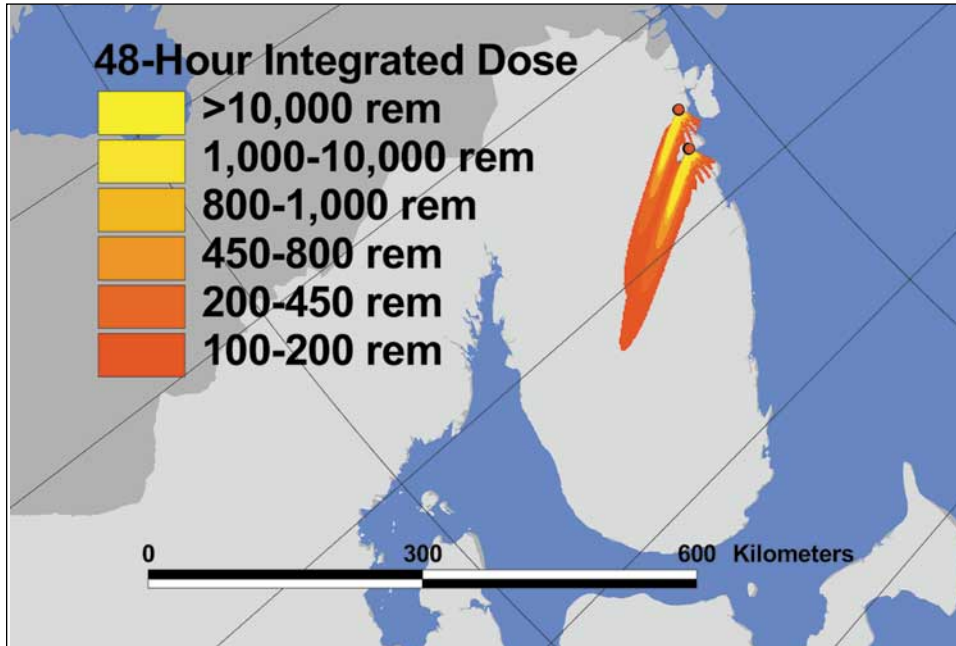 48-Hour Integrated Dose
>10,000 rem
1,000-10,000 rem
800-1,000 rem
450-800 rem
200-450 rem
100-200 rem
0 300 600 Kilometers